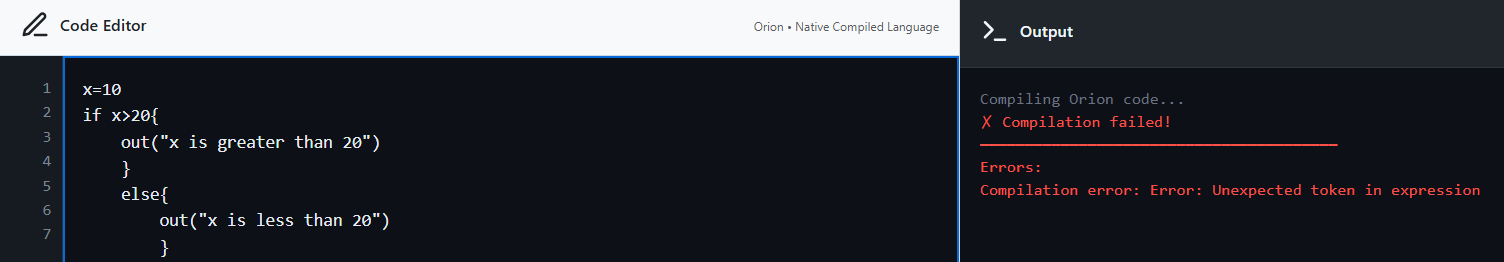 Code Editor
Orion • Native Compiled Language
1 x=10
2 if x>20{
3 out("x is greater than 20")
4 }
5 else{
6 out("x is less than 20")
7 }
Output
Compiling Orion code...
✗ Compilation failed!
Errors:
Compilation error: Error: Unexpected token in expression